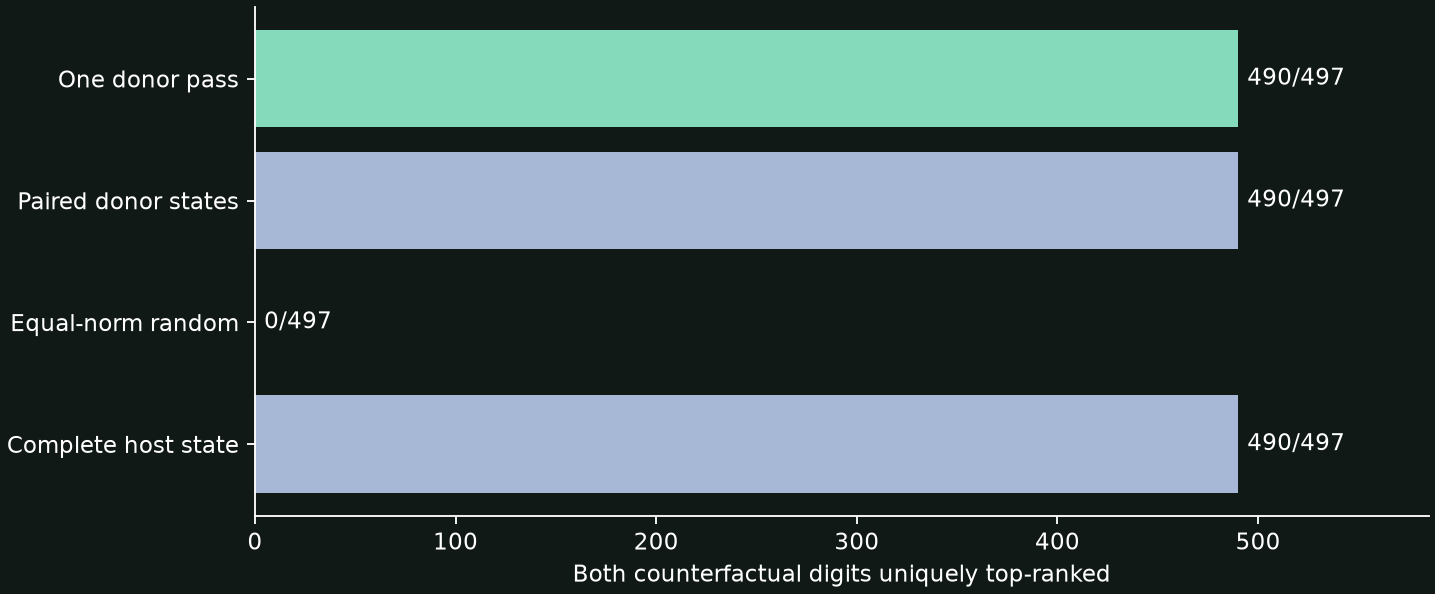 One donor pass
490/497
Paired donor states
490/497
Equal-norm random
0/497
Complete host state
490/497
0 100 200 300 400 500
Both counterfactual digits uniquely top-ranked